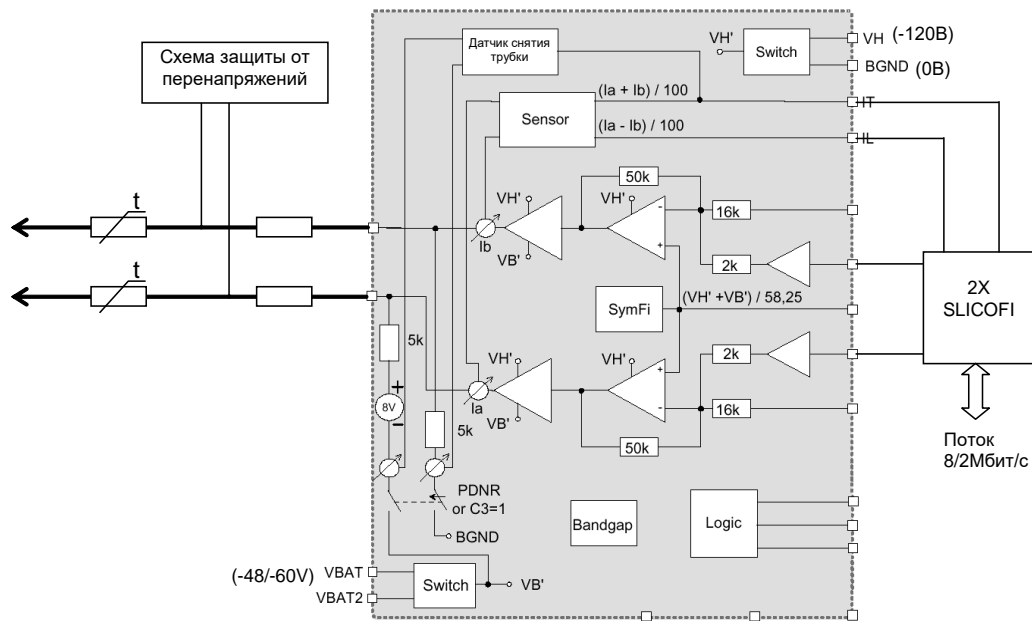 Схема защиты от
перенапряжений
Датчик снятия
трубки
VH'
Switch
VH
(-120В)
BGND
(0В)
(Ia + Ib) / 100
IT
Sensor
(Ia - Ib) / 100
IL
50k
t
VH'
VH'
-
16k
Ib
+
VB'
2k
t
SymFi
(VH' +VB') / 58,25
2X
SLICOFI
5k
VH'
VH'
+
2k
+
8V
-
Ia
-
16k
VB'
5k
50k
Поток
8/2Мбит/с
PDNR
or C3=1
BGND
Bandgap
Logic
(-48/-60V)
VBAT
Switch
VB'
VBAT2